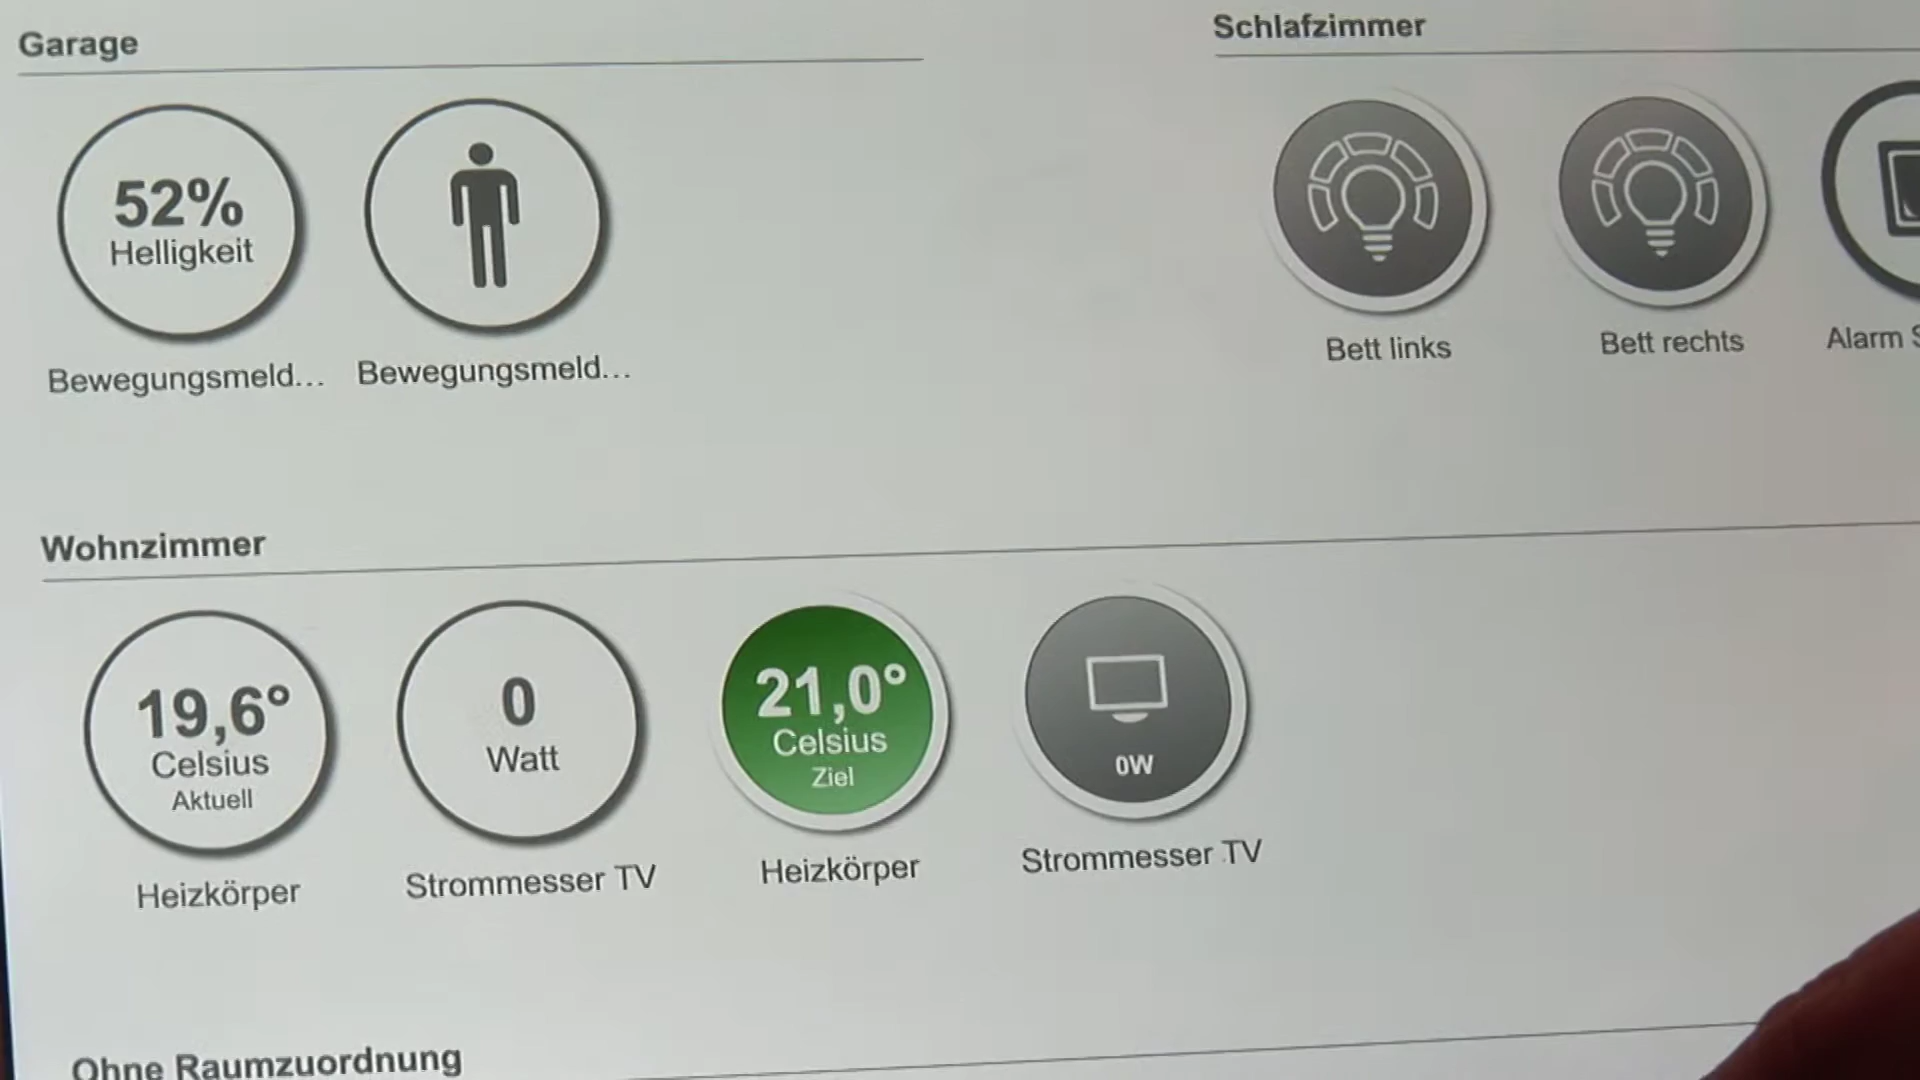 Garage
52%
Helligkeit
Bewegungsmeld...
Bewegungsmeld...
Schlafzimmer
Bett links
Bett rechts
Alarm
Wohnzimmer
19,6°
Celsius
Aktuell
Heizkörper
0
Watt
Strommesser TV
21,0°
Celsius
Ziel
Heizkörper
0W
Strommesser TV
Ohne Raumzuordnung